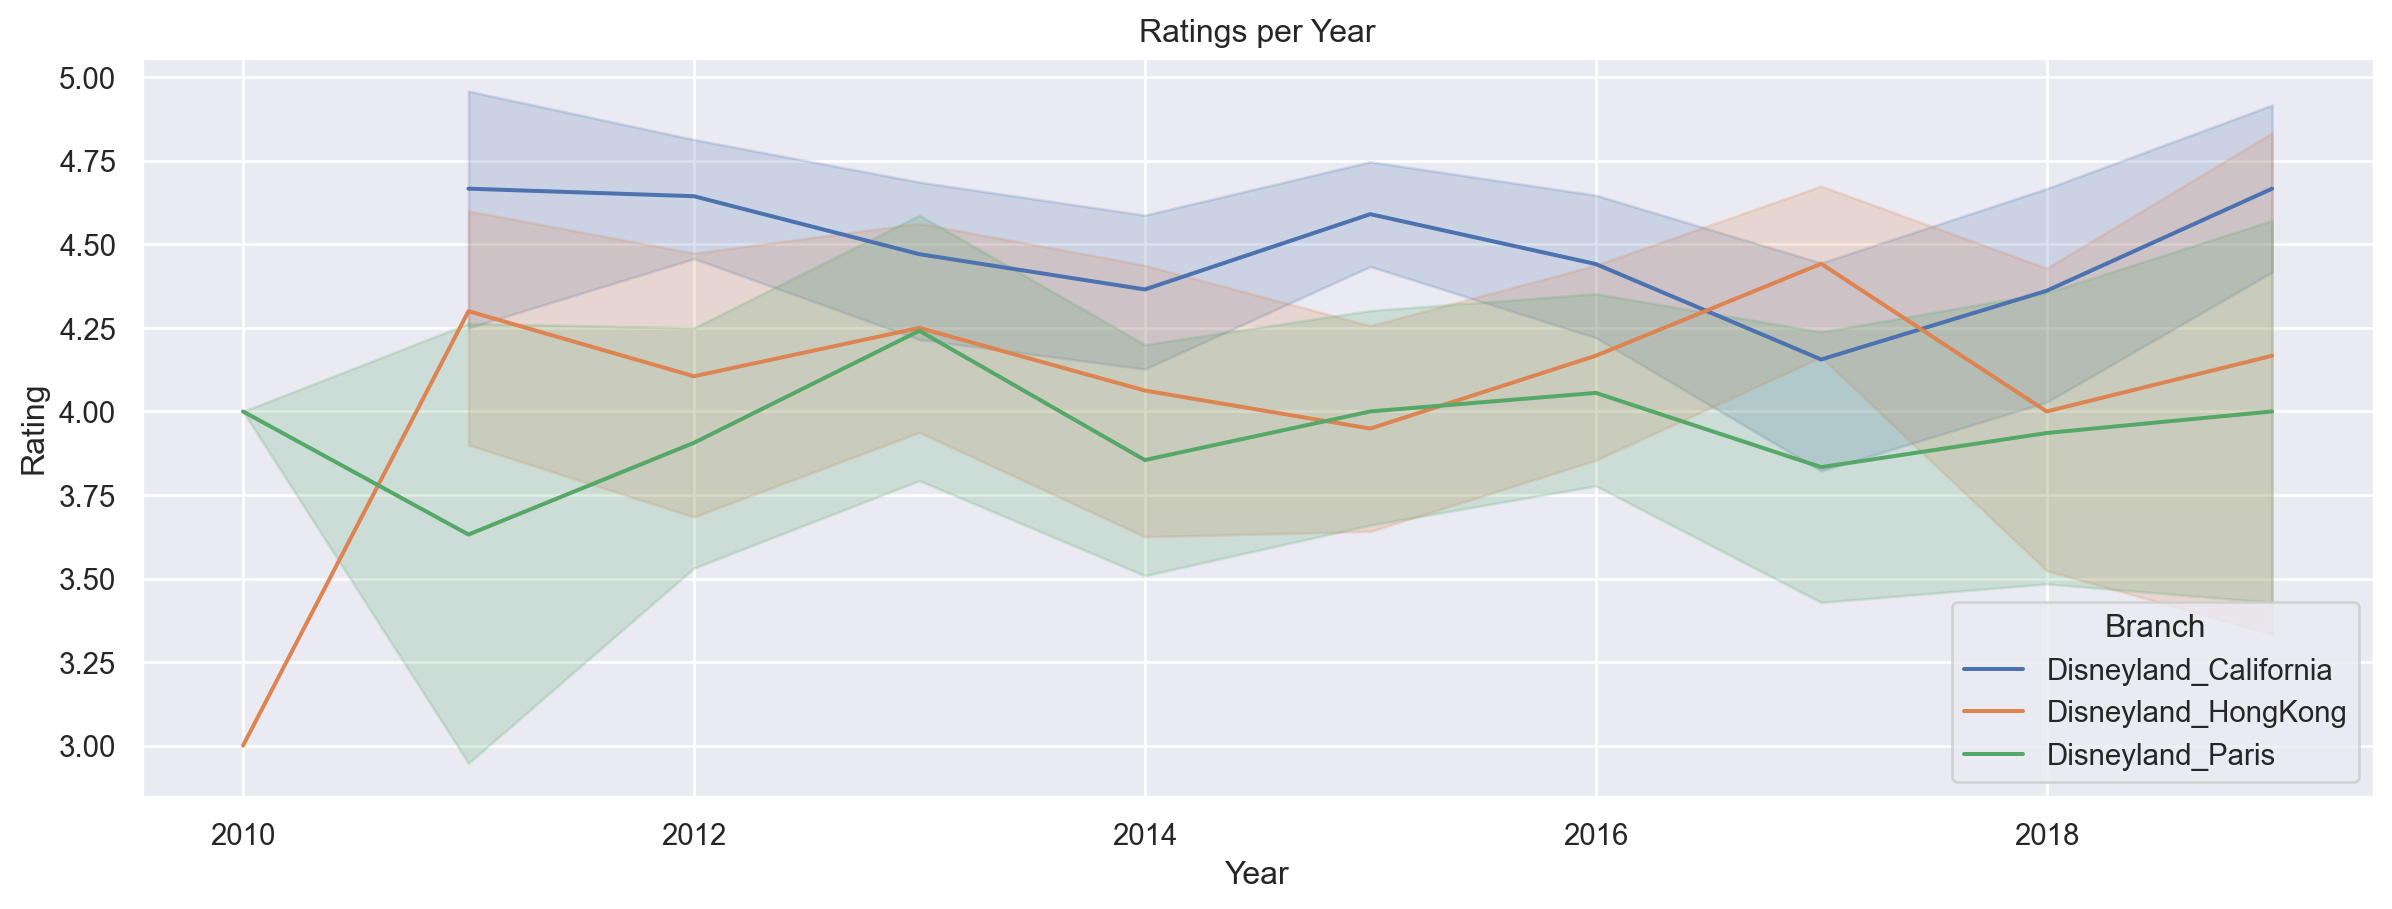 Ratings per Year
5.00
4.75
4.50
4.25
4.00
3.75
3.50
3.25
3.00
Rating
2010 2012 2014 2016 2018
Year
Branch
Disneyland_California
Disneyland_HongKong
Disneyland_Paris